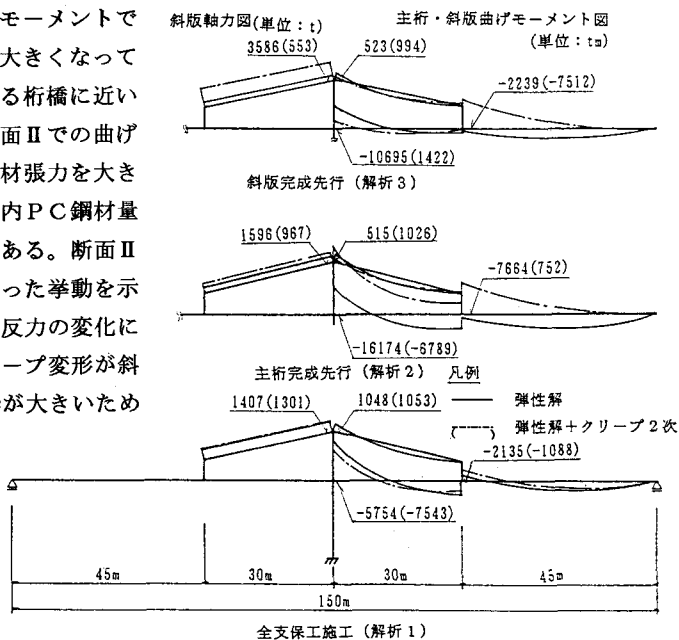 モーメントで
大きくなって
る桁橋に近い
面Ⅱでの曲げ
材張力を大き
内ＰＣ鋼材量
ある。断面Ⅱ
った挙動を示
反力の変化に
ープ変形が斜
が大きいため
斜版軸力図(単位：t)
主桁・斜版曲げモーメント図
(単位：tm)
3586(553)
523(994)
-2239(-7512)
-10695(1422)
斜版完成先行（解析３）
1596(967)
515(1026)
-7664(752)
-16174(-6789)
主桁完成先行（解析２）
凡例
弾性解
弾性解＋クリープ２次
1407(1301)
1048(1053)
-2135(-1088)
-5754(-7543)
45m
30m
30m
45m
150m
全支保工施工（解析１）